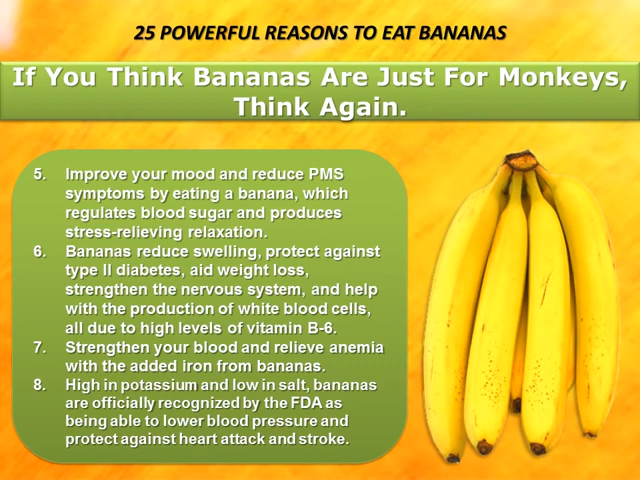 25 POWERFUL REASONS TO EAT BANANAS
If You Think Bananas Are Just For Monkeys,
Think Again.
5. Improve your mood and reduce PMS
symptoms by eating a banana, which
regulates blood sugar and produces
stress-relieving relaxation.
6. Bananas reduce swelling, protect against
type II diabetes, aid weight loss,
strengthen the nervous system, and help
with the production of white blood cells,
all due to high levels of vitamin B-6.
7. Strengthen your blood and relieve anemia
with the added iron from bananas.
8. High in potassium and low in salt, bananas
are officially recognized by the FDA as
being able to lower blood pressure and
protect against heart attack and stroke.